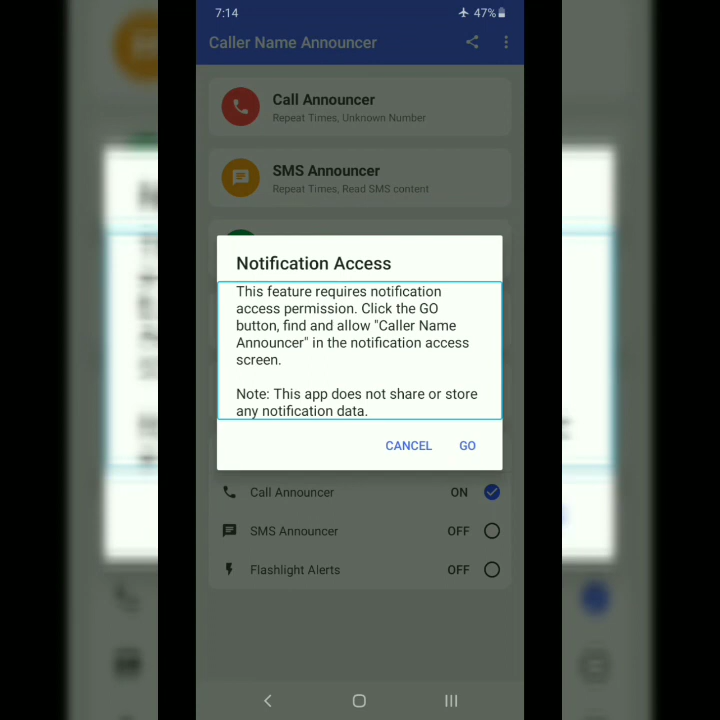 7:14
47%
Caller Name Announcer
Call Announcer
Repeat Times, Unknown Number
SMS Announcer
Repeat Times, Read SMS content
Notification Access
This feature requires notification
access permission. Click the GO
button, find and allow "Caller Name
Announcer" in the notification access
screen.
Note: This app does not share or store
any notification data.
CANCEL GO
Call Announcer ON
SMS Announcer OFF
Flashlight Alerts OFF